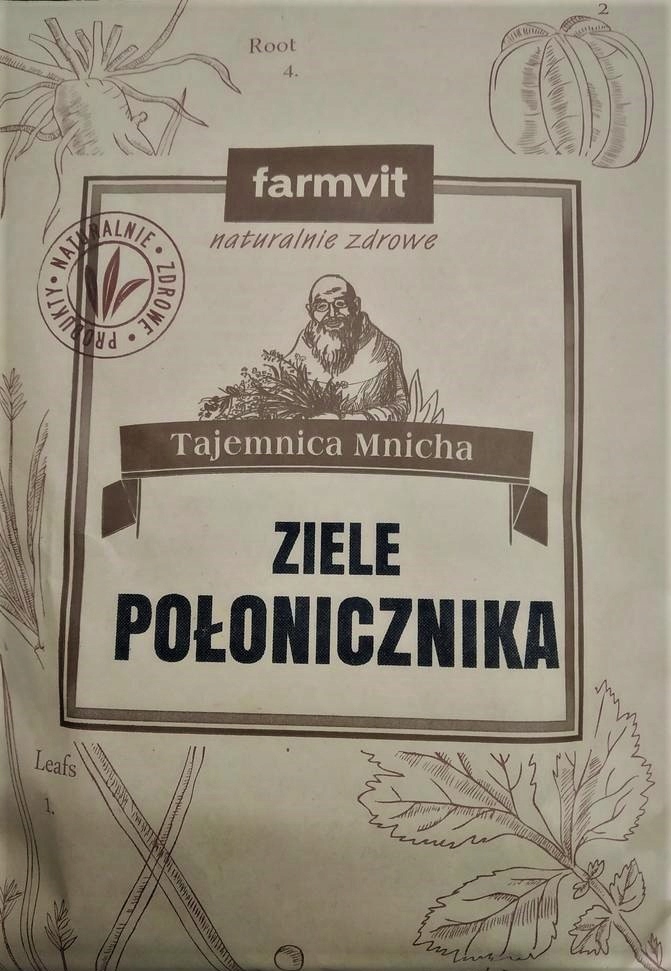 2
Root
4.
farmvit
naturalnie zdrowe
PRODUKTY • NATURALNIE • ZDROWE •
Tajemnica Mnicha
ZIELE
POŁONICZNIKA
Leafs
1.